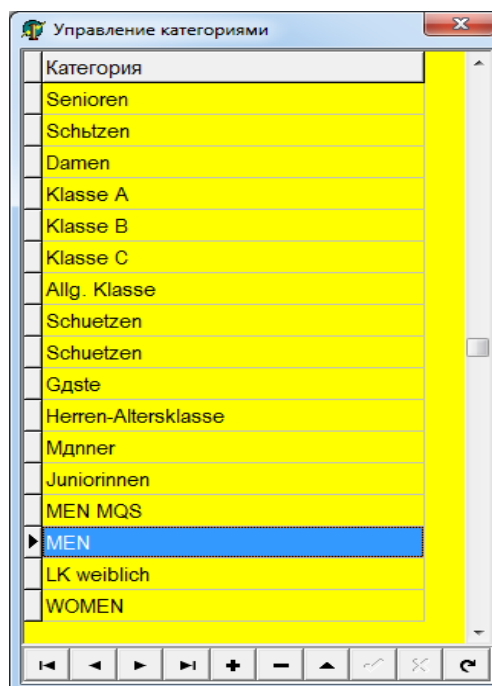 Управление категориями
Категория
Senioren
Schьtzen
Damen
Klasse A
Klasse B
Klasse C
Allg. Klasse
Schuetzen
Schuetzen
Gдste
Herren-Altersklasse
Mдnner
Juniorinnen
MEN MQS
MEN
LK weiblich
WOMEN